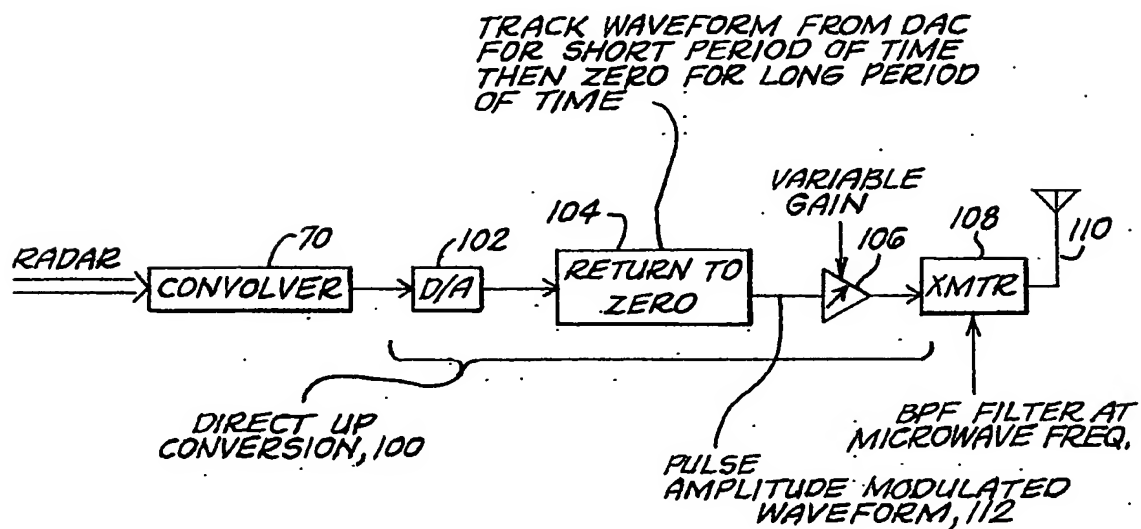 TRACK WAVEFORM FROM DAC
FOR SHORT PERIOD OF TIME
THEN ZERO FOR LONG PERIOD
OF TIME
VARIABLE
GAIN
104
106
108
110
RADAR
70
CONVOLVER
102
D/A
RETURN TO
ZERO
XMTR
DIRECT UP
CONVERSION, 100
BPF FILTER AT
MICROWAVE FREQ.
PULSE
AMPLITUDE MODULATED
WAVEFORM, 112